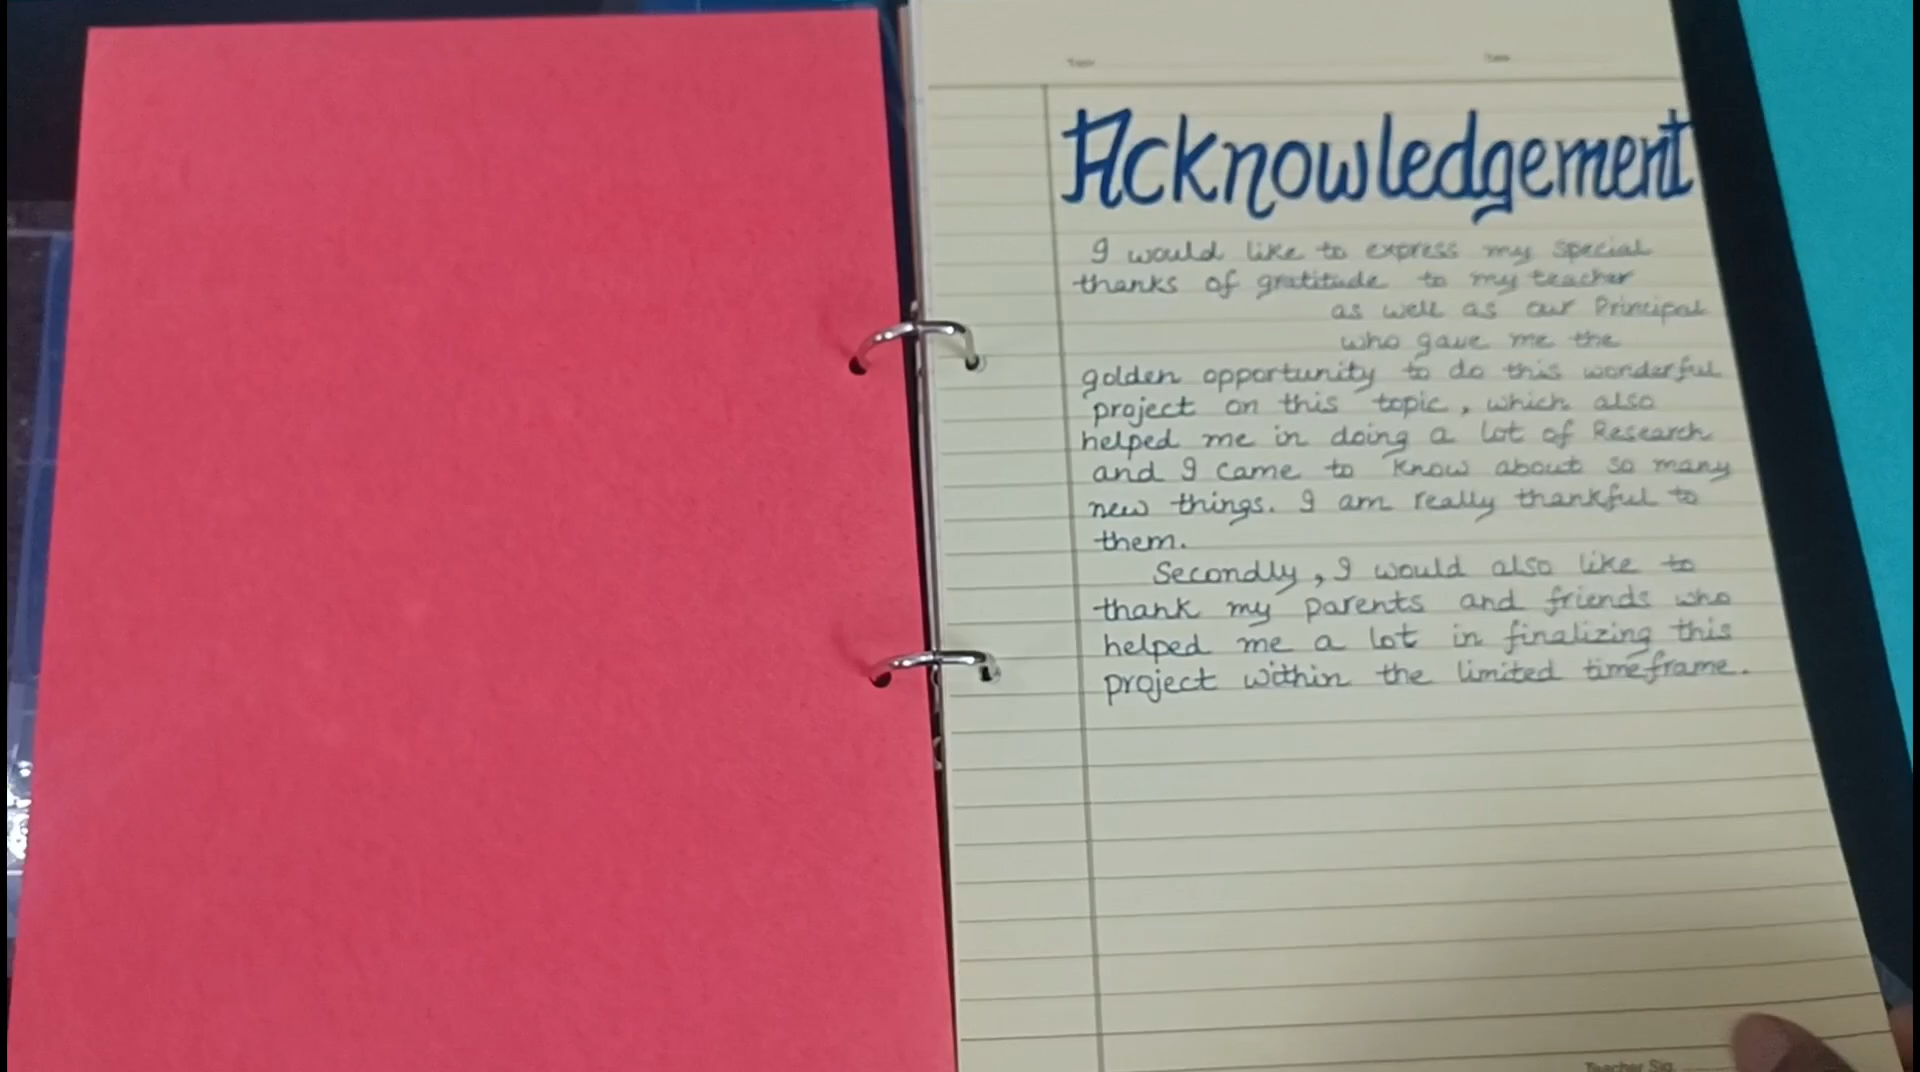 Topic
Date
Acknowledgement
I would like to express my special
thanks of gratitude to my teacher
as well as our Principal
who gave me the
golden opportunity to do this wonderful
project on this topic, which also
helped me in doing a lot of Research
and I came to know about so many
new things. I am really thankful to
them.
Secondly, I would also like to
thank my parents and friends who
helped me a lot in finalizing this
project within the limited timeframe.
Teacher Sig